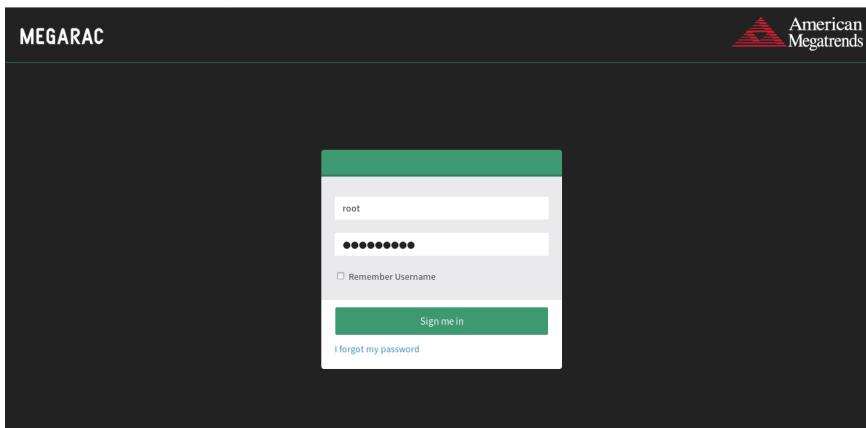 MEGARAC
American
Megatrends
root
●●●●●●●●●
Remember Username
Sign me in
I forgot my password